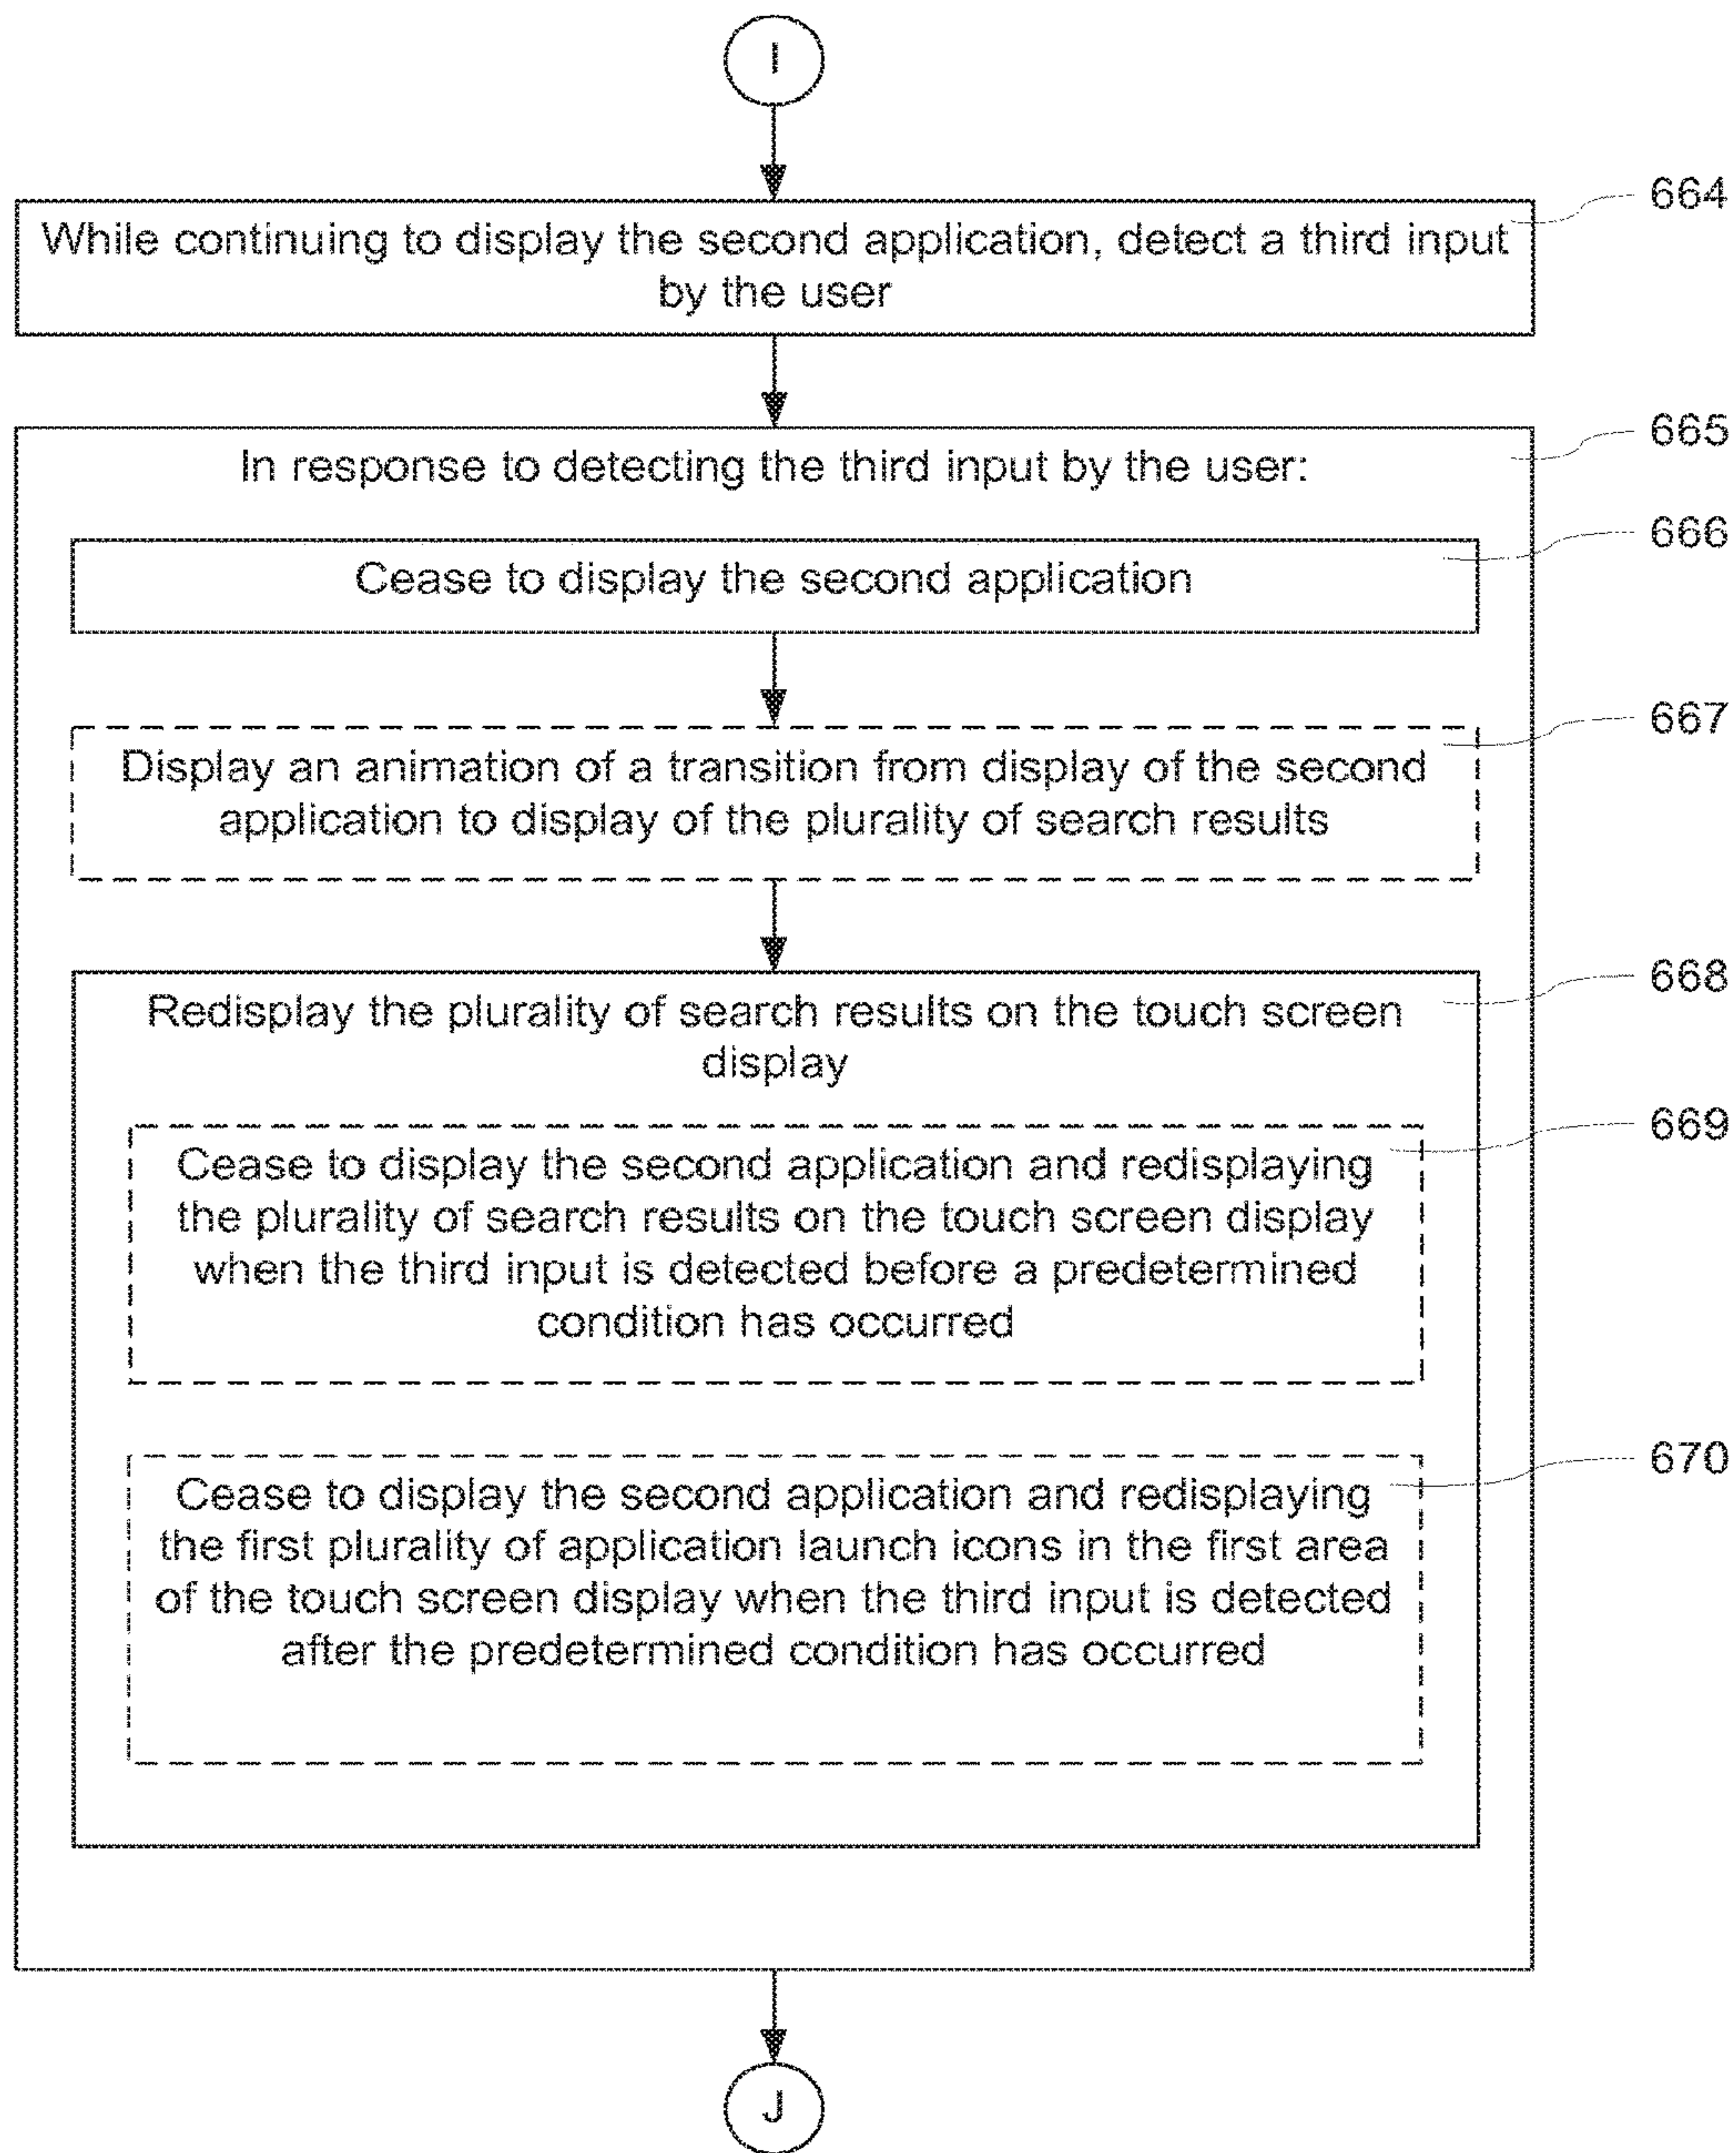 I
664
While continuing to display the second application, detect a third input
by the user
665
In response to detecting the third input by the user:
666
Cease to display the second application
667
Display an animation of a transition from display of the second
application to display of the plurality of search results
668
Redisplay the plurality of search results on the touch screen
display
669
Cease to display the second application and redisplaying
the plurality of search results on the touch screen display
when the third input is detected before a predetermined
condition has occurred
670
Cease to display the second application and redisplaying
the first plurality of application launch icons in the first area
of the touch screen display when the third input is detected
after the predetermined condition has occurred
J